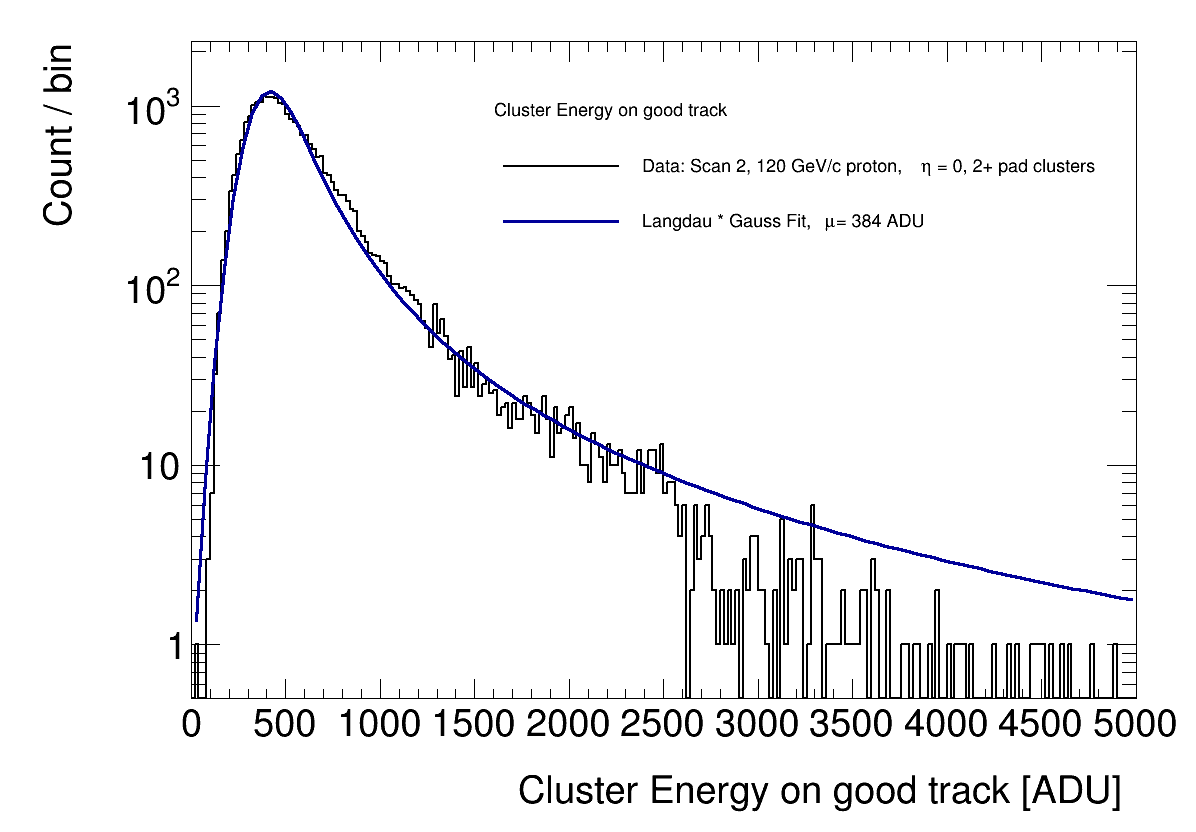 Count / bin
10³
10²
10
1
Cluster Energy on good track
Data: Scan 2, 120 GeV/c proton, η = 0, 2+ pad clusters
Langdau * Gauss Fit, μ= 384 ADU
0 500 1000 1500 2000 2500 3000 3500 4000 4500 5000
Cluster Energy on good track [ADU]